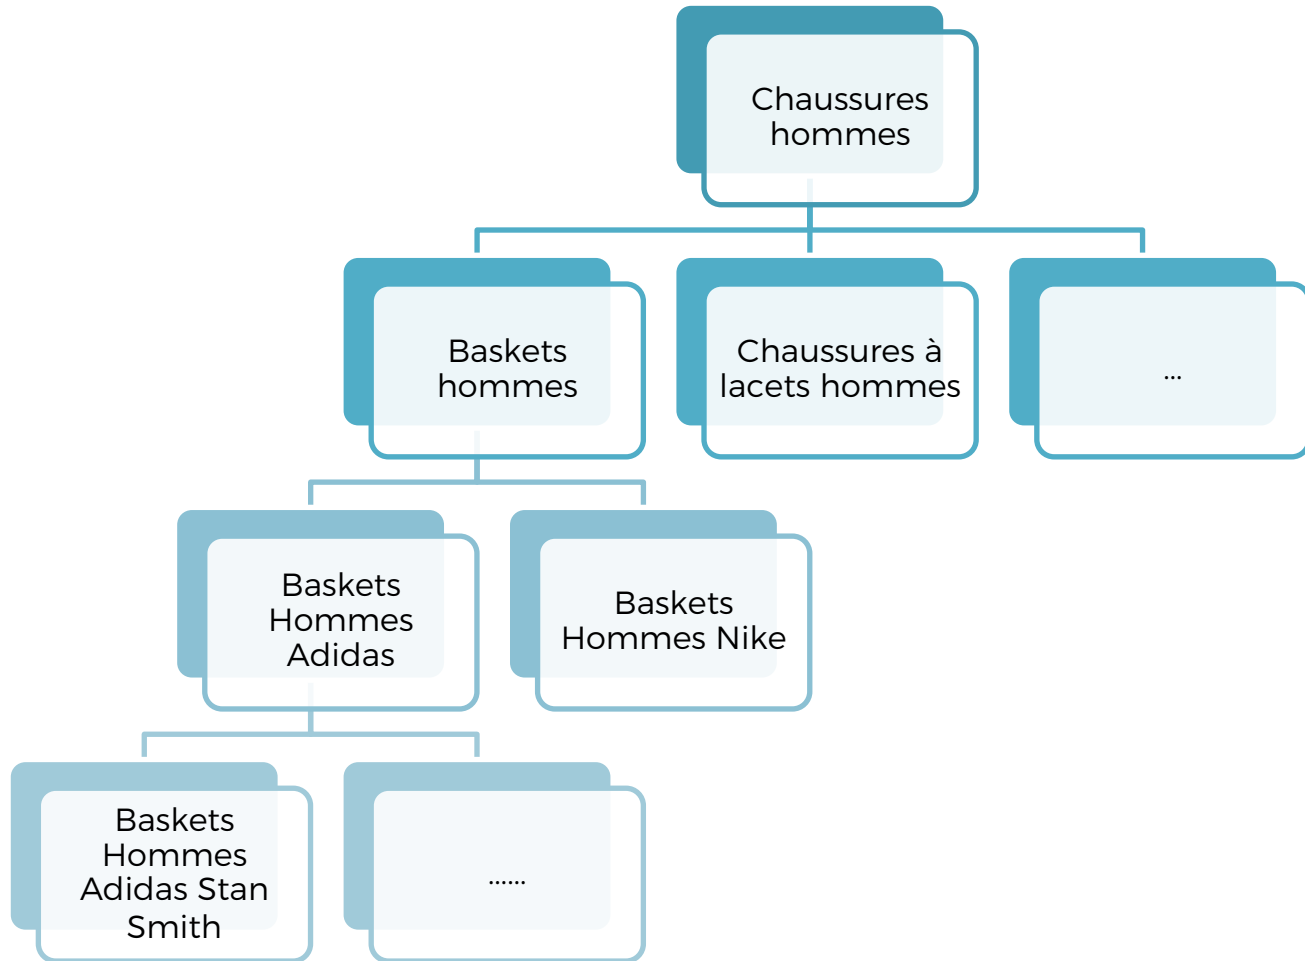 Chaussures
hommes
Baskets
hommes
Chaussures à
lacets hommes
...
Baskets
Hommes
Adidas
Baskets
Hommes Nike
Baskets
Hommes
Adidas Stan
Smith
......